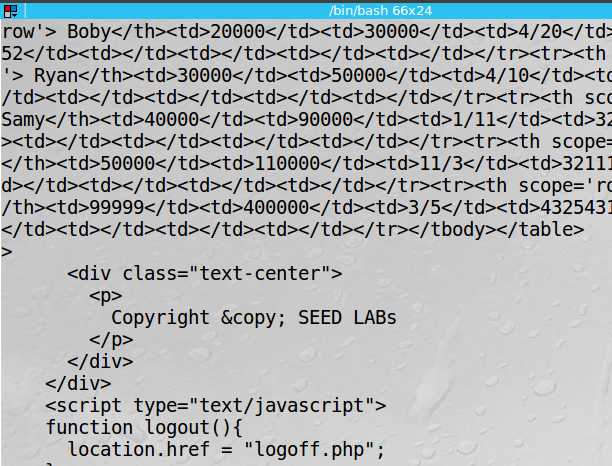 /bin/bash 66x24
row'> Boby</th><td>20000</td><td>30000</td><td>4/20</td>
52</td><td></td><td></td><td></td><td></td></tr><tr><th
'> Ryan</th><td>30000</td><td>50000</td><td>4/10</td><td
/td><td></td><td></td><td></td><td></td></tr><tr><th sco
Samy</th><td>40000</td><td>90000</td><td>1/11</td><td>32
><td></td><td></td><td></td><td></td></tr><tr><th scope=
</th><td>50000</td><td>110000</td><td>11/3</td><td>32111
d></td><td></td><td></td><td></td></tr><tr><th scope='ro
/th><td>99999</td><td>400000</td><td>3/5</td><td>4325431
</td><td></td><td></td><td></td></tr></tbody></table>
>
<div class="text-center">
<p>
Copyright &copy; SEED LABs
</p>
</div>
</div>
<script type="text/javascript">
function logout(){
location.href = "logoff.php";